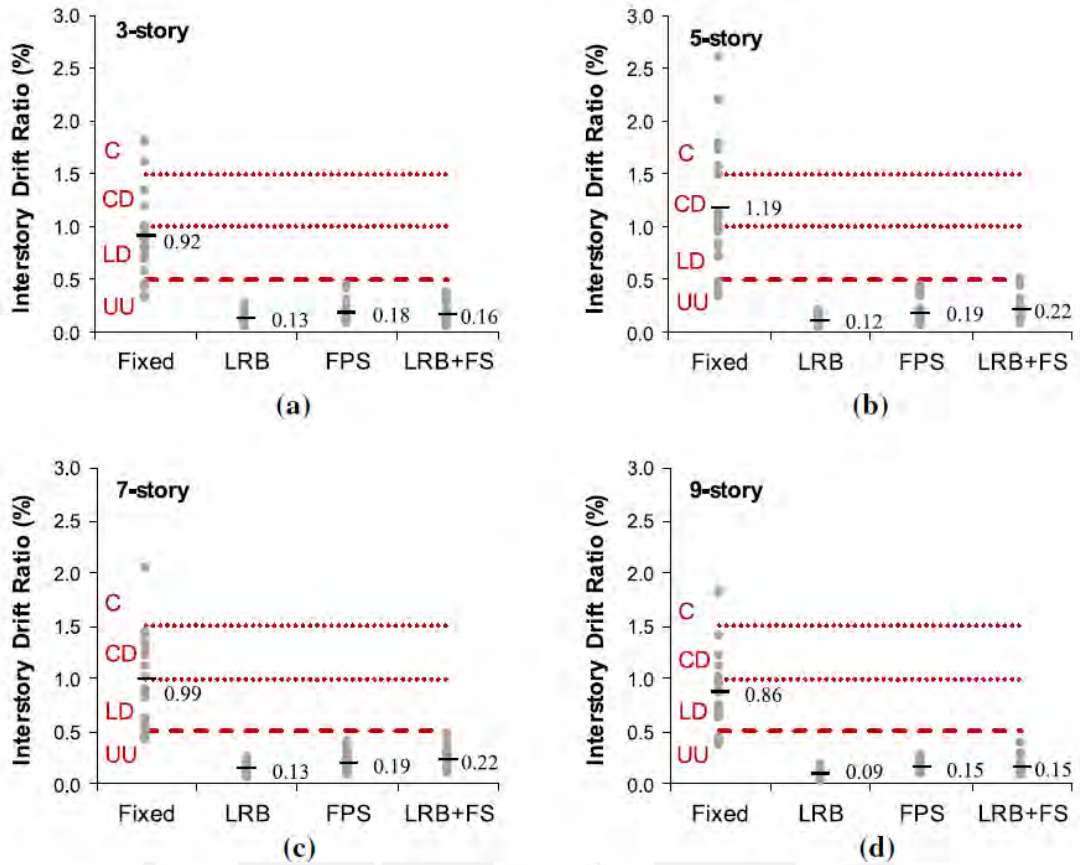 Interstory Drift Ratio (%)
3.0
2.5
2.0
1.5
1.0
0.5
0.0
3-story
C
CD
LD
UU
0.92
0.13
0.18
0.16
Fixed LRB FPS LRB+FS
(a)
Interstory Drift Ratio (%)
3.0
2.5
2.0
1.5
1.0
0.5
0.0
5-story
C
CD
LD
UU
1.19
0.12
0.19
0.22
Fixed LRB FPS LRB+FS
(b)
Interstory Drift Ratio (%)
3.0
2.5
2.0
1.5
1.0
0.5
0.0
7-story
C
CD
LD
UU
0.99
0.13
0.19
0.22
Fixed LRB FPS LRB+FS
(c)
Interstory Drift Ratio (%)
3.0
2.5
2.0
1.5
1.0
0.5
0.0
9-story
C
CD
LD
UU
0.86
0.09
0.15
0.15
Fixed LRB FPS LRB+FS
(d)